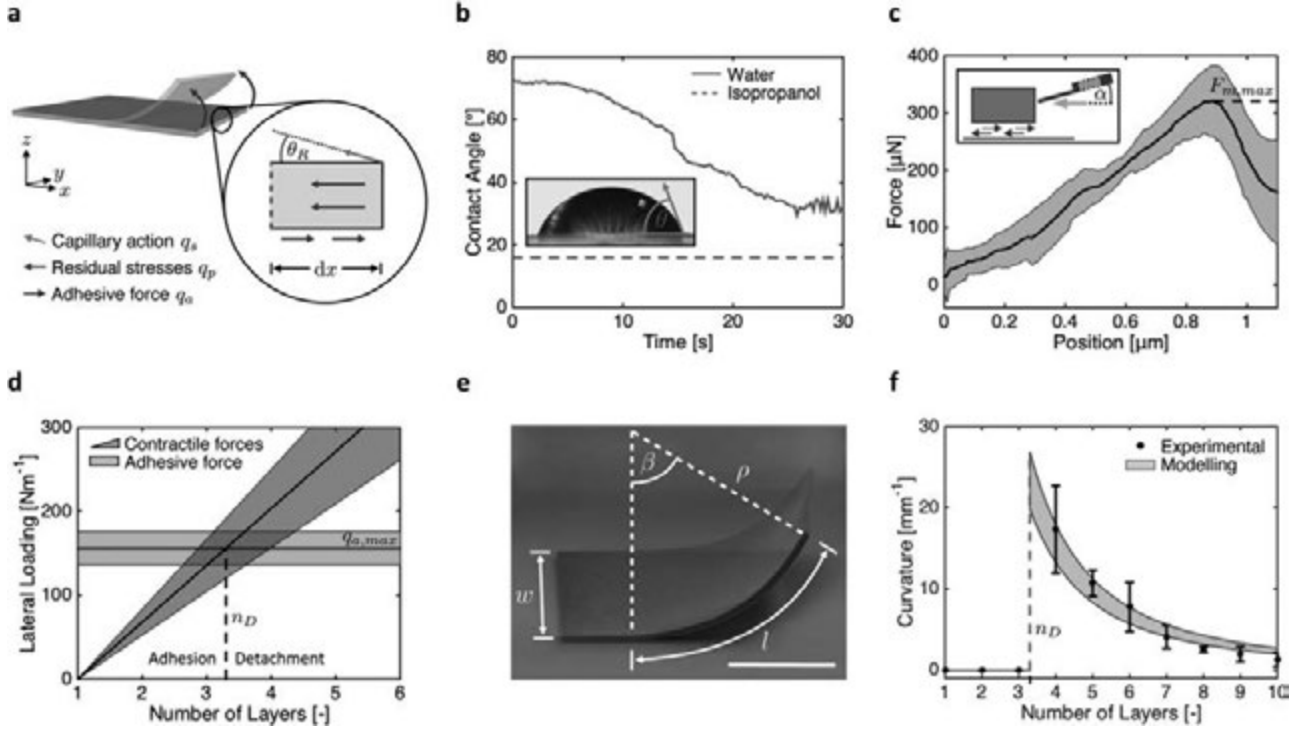 a
z
y
x
θR
dx
Capillary action qs
Residual stresses qp
Adhesive force qa
b
80
60
40
20
0
Contact Angle [°]
Water
Isopropanol
θ
0
10
20
30
Time [s]
c
400
300
200
100
0
Force [µN]
α
Fm,max
0
0.2
0.4
0.6
0.8
1
Position [µm]
d
300
200
100
0
Lateral Loading [Nm-1]
Contractile forces
Adhesive force
qa,max
nD
Adhesion
Detachment
1
2
3
4
5
6
Number of Layers [-]
e
β
ρ
w
l
f
30
20
10
0
Curvature [mm-1]
Experimental
Modelling
nD
1
2
3
4
5
6
7
8
9
10
Number of Layers [-]